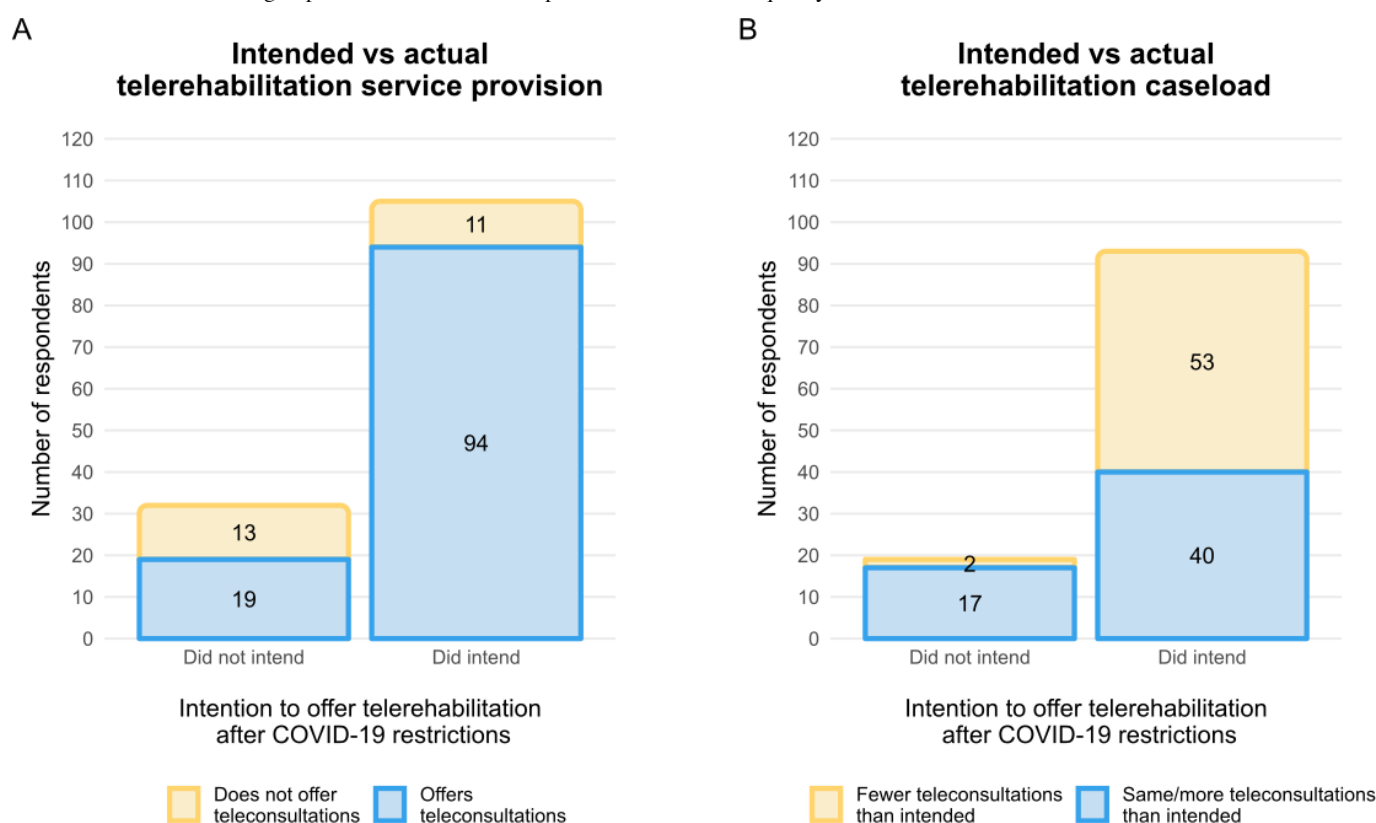 A
Intended vs actual
telerehabilitation service provision
120
110
100
90
80
70
60
50
40
30
20
10
0
Number of respondents
11
94
13
19
Did not intend
Did intend
Intention to offer telerehabilitation
after COVID-19 restrictions
Does not offer
teleconsultations
Offers
teleconsultations
B
Intended vs actual
telerehabilitation caseload
120
110
100
90
80
70
60
50
40
30
20
10
0
Number of respondents
53
40
2
17
Did not intend
Did intend
Intention to offer telerehabilitation
after COVID-19 restrictions
Fewer teleconsultations
than intended
Same/more teleconsultations
than intended